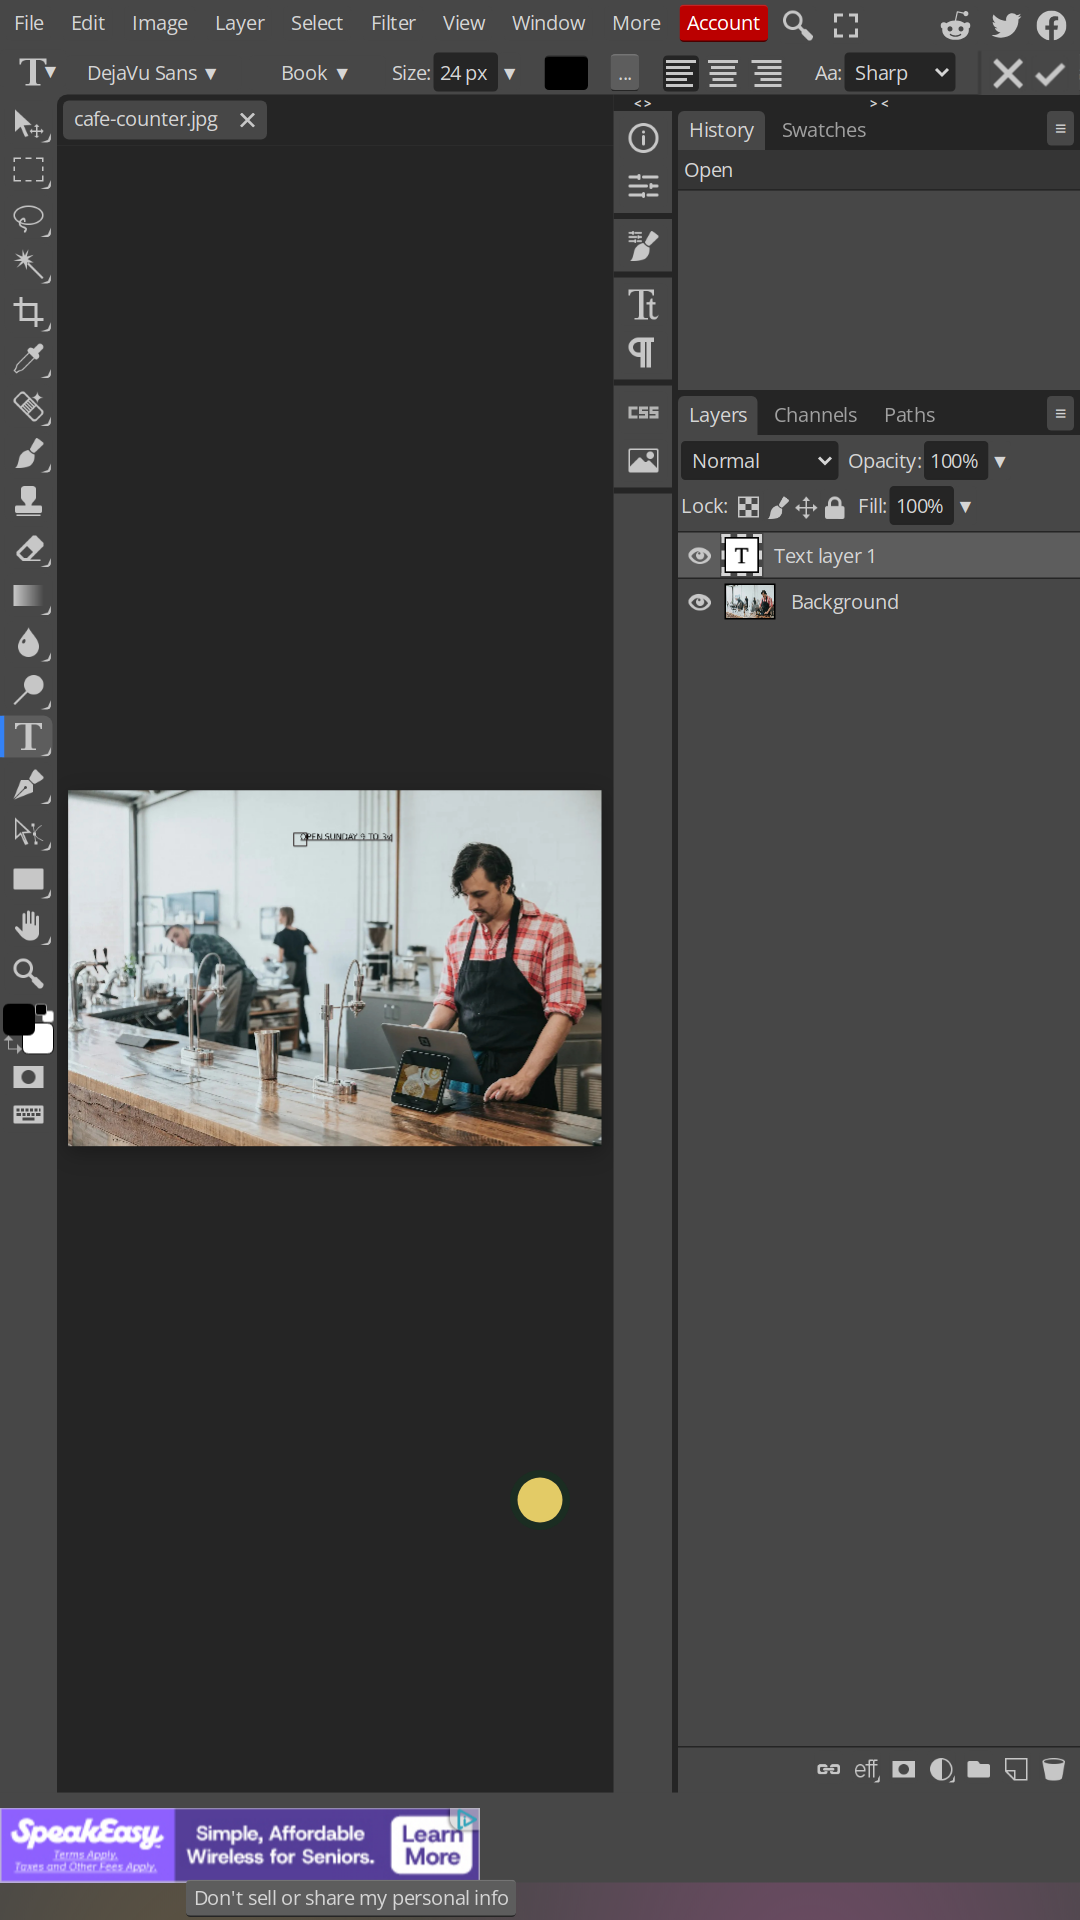 File Edit Image Layer Select Filter View Window More Account
DejaVu Sans ▼ Book ▼ Size: 24 px ▼ ... Aa: Sharp
cafe-counter.jpg
< > > <
History Swatches
Open
Layers Channels Paths
Normal Opacity: 100% ▼
Lock: Fill: 100% ▼
T Text layer 1
Background
CSS
eff
SpeakEasy
Terms Apply.
Taxes and Other Fees Apply.
Simple, Affordable
Wireless for Seniors.
Learn
More
Don't sell or share my personal info
OPEN SUNDAY 9 TO